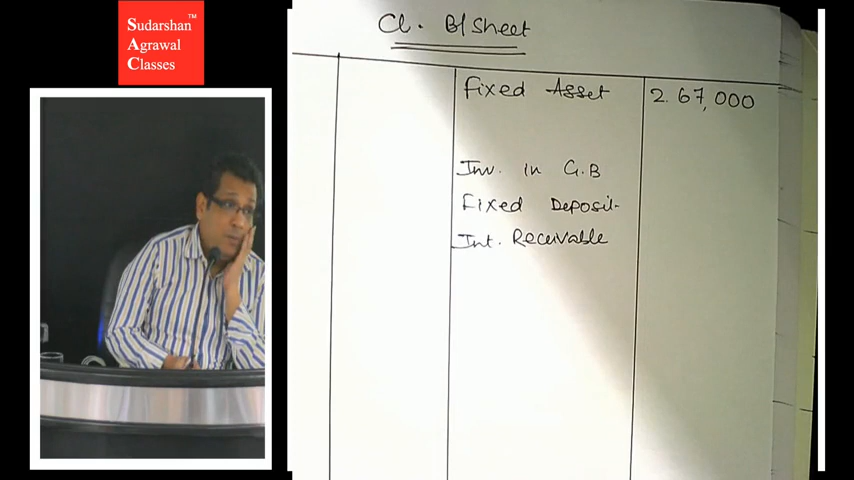 Sudarshan™
Agrawal
Classes
Cl. B/Sheet
Fixed Asset 2.67,000
Inv. in G.B
Fixed Deposit
Int. Receivable